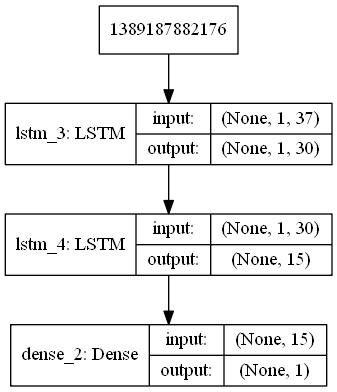 1389187882176
lstm_3: LSTM
input: (None, 1, 37)
output: (None, 1, 30)
lstm_4: LSTM
input: (None, 1, 30)
output: (None, 15)
dense_2: Dense
input: (None, 15)
output: (None, 1)